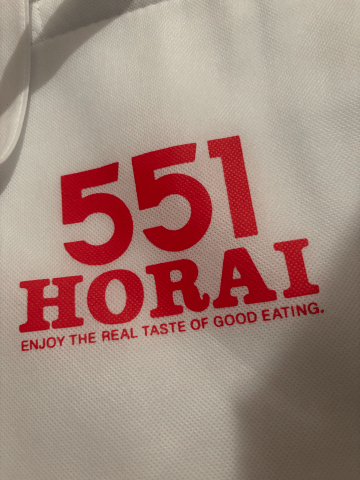 551
HORAI
ENJOY THE REAL TASTE OF GOOD EATING.